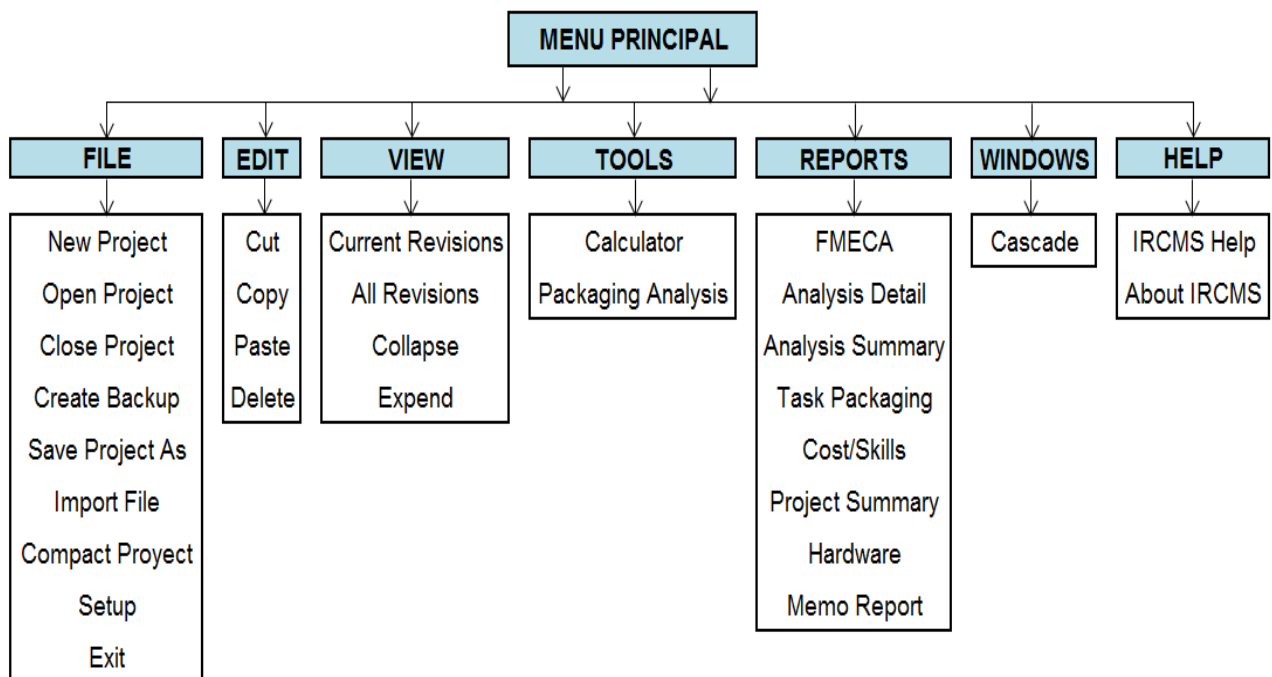 MENU PRINCIPAL
FILE
EDIT
VIEW
TOOLS
REPORTS
WINDOWS
HELP
New Project
Open Project
Close Project
Create Backup
Save Project As
Import File
Compact Proyect
Setup
Exit
Cut
Copy
Paste
Delete
Current Revisions
All Revisions
Collapse
Expend
Calculator
Packaging Analysis
FMECA
Analysis Detail
Analysis Summary
Task Packaging
Cost/Skills
Project Summary
Hardware
Memo Report
Cascade
IRCMS Help
About IRCMS